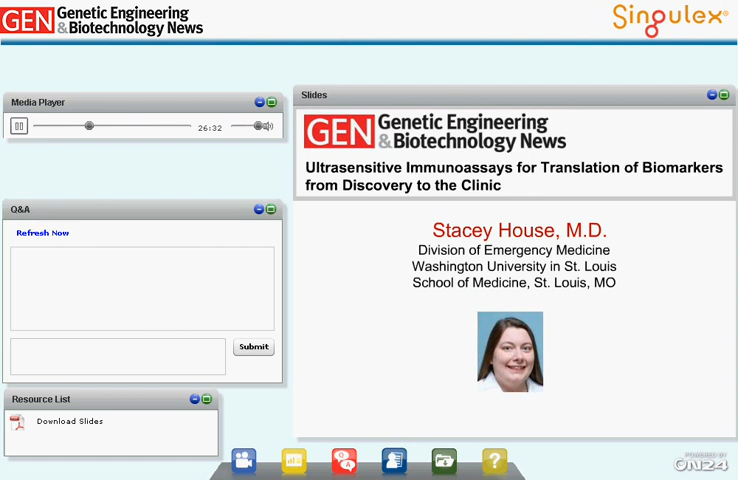 GEN Genetic Engineering
& Biotechnology News
Singulex®
Media Player
26:32
Q&A
Refresh Now
Submit
Resource List
Download Slides
Slides
GEN Genetic Engineering
& Biotechnology News
Ultrasensitive Immunoassays for Translation of Biomarkers
from Discovery to the Clinic
Stacey House, M.D.
Division of Emergency Medicine
Washington University in St. Louis
School of Medicine, St. Louis, MO
Q
A
?
POWERED BY
ON24